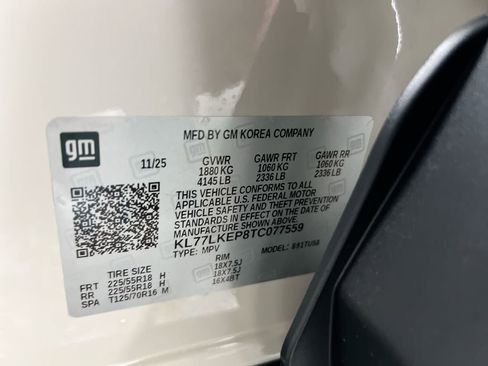 gm
MFD BY GM KOREA COMPANY
11/25 GVWR GAWR FRT GAWR RR
1880 KG 1060 KG 1060 KG
4145 LB 2336 LB 2336 LB
THIS VEHICLE CONFORMS TO ALL
APPLICABLE U.S. FEDERAL MOTOR
VEHICLE SAFETY AND THEFT PREVENTION
STANDARDS IN EFFECT ON THE DATE OF
MANUFACTURE SHOWN ABOVE
KL77LKEP8TC077559
TYPE: MPV MODEL:
TIRE SIZE RIM
FRT 225/55R18 H 18X7.5J
RR 225/55R18 H 18X7.5J
SPA T125/70R16 M 16X4BT